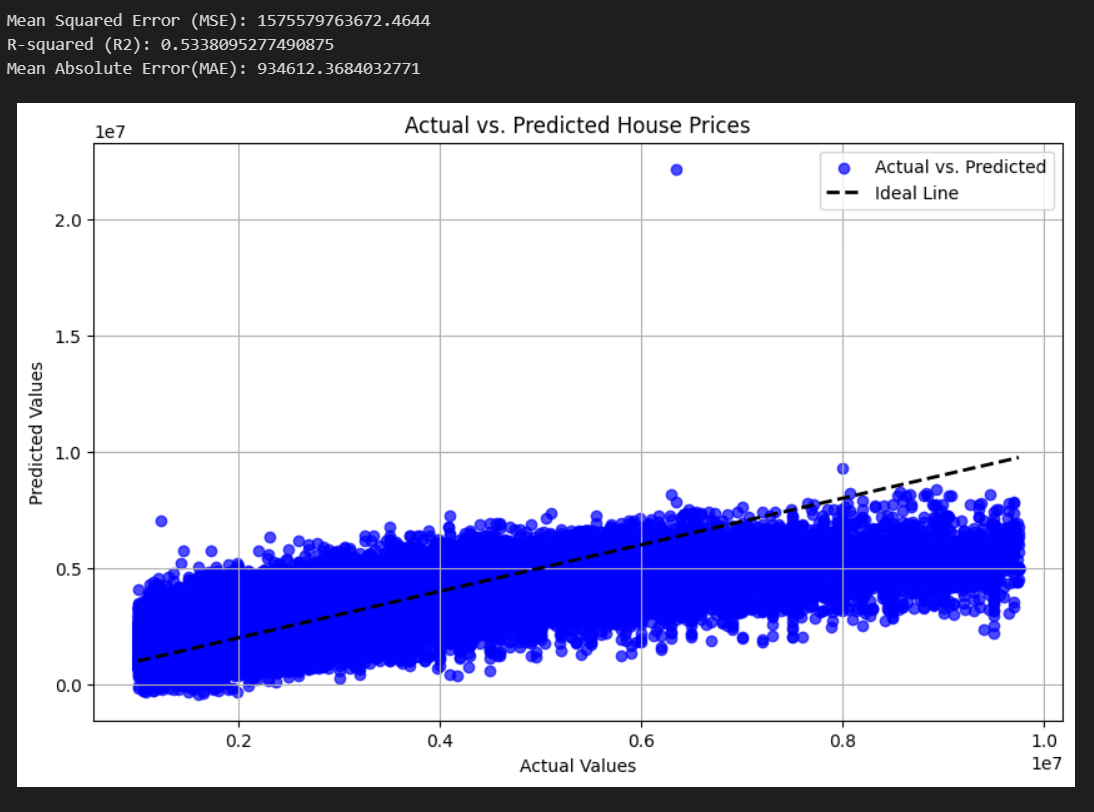 Mean Squared Error (MSE): 1575579763672.4644
R-squared (R2): 0.5338095277490875
Mean Absolute Error(MAE): 934612.3684032771
Actual vs. Predicted House Prices
1e7
Actual vs. Predicted
Ideal Line
2.0
1.5
1.0
0.5
0.0
Predicted Values
0.2 0.4 0.6 0.8 1.0
1e7
Actual Values